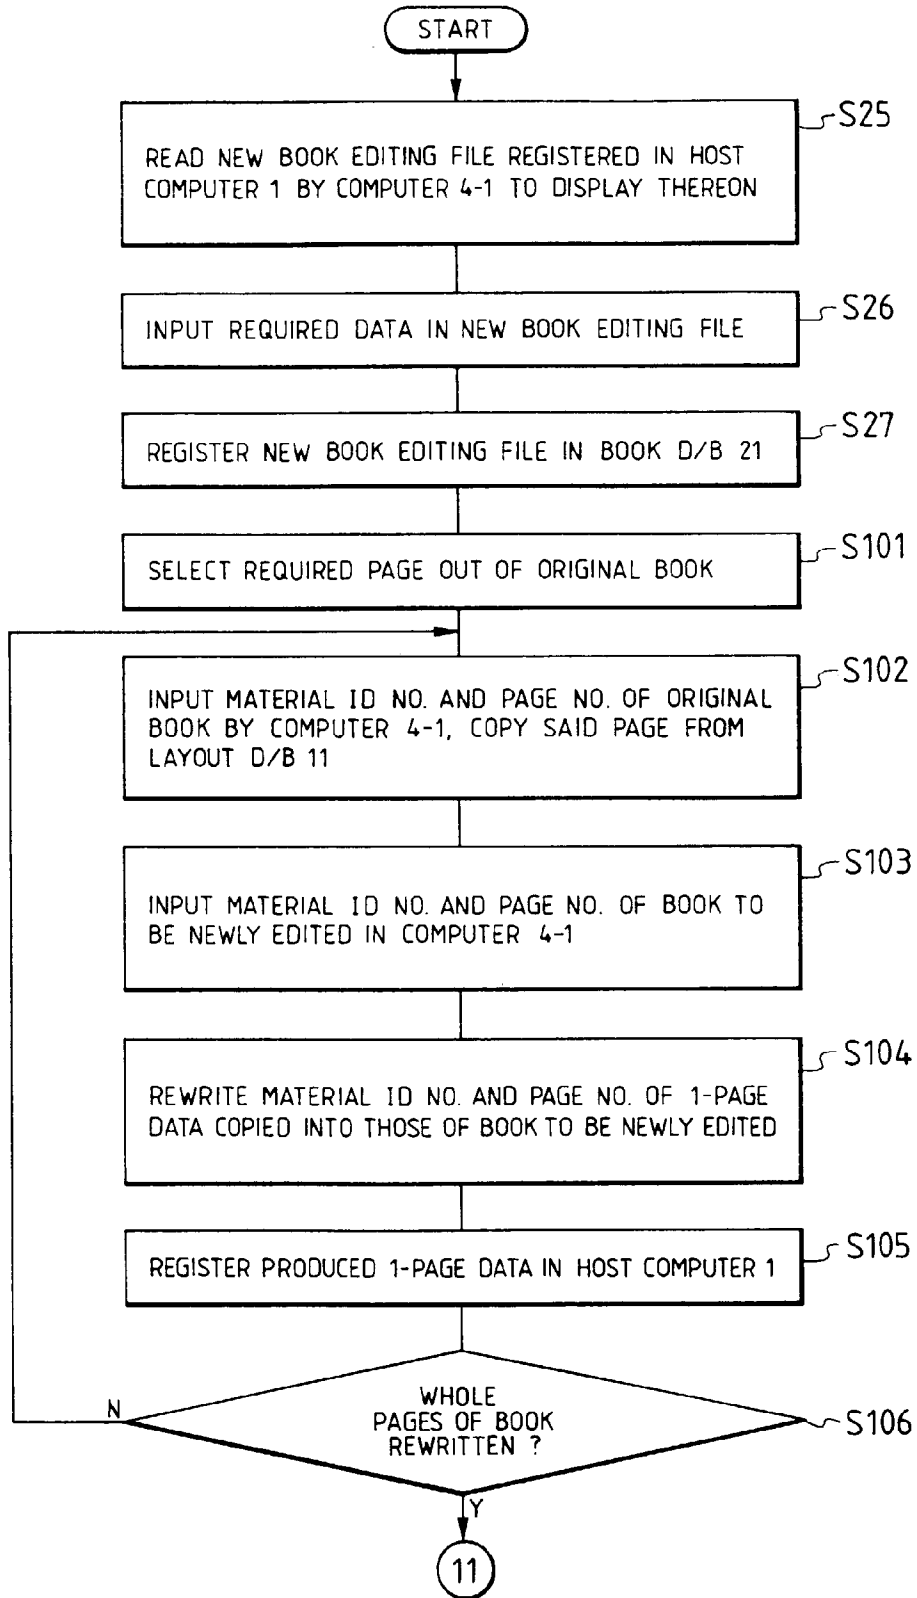 START
S25
READ NEW BOOK EDITING FILE REGISTERED IN HOST
COMPUTER 1 BY COMPUTER 4-1 TO DISPLAY THEREON
S26
INPUT REQUIRED DATA IN NEW BOOK EDITING FILE
S27
REGISTER NEW BOOK EDITING FILE IN BOOK D/B 21
S101
SELECT REQUIRED PAGE OUT OF ORIGINAL BOOK
S102
INPUT MATERIAL ID NO. AND PAGE NO. OF ORIGINAL
BOOK BY COMPUTER 4-1, COPY SAID PAGE FROM
LAYOUT D/B 11
S103
INPUT MATERIAL ID NO. AND PAGE NO. OF BOOK TO
BE NEWLY EDITED IN COMPUTER 4-1
S104
REWRITE MATERIAL ID NO. AND PAGE NO. OF 1-PAGE
DATA COPIED INTO THOSE OF BOOK TO BE NEWLY EDITED
S105
REGISTER PRODUCED 1-PAGE DATA IN HOST COMPUTER 1
N
WHOLE
PAGES OF BOOK
REWRITTEN ?
S106
Y
11